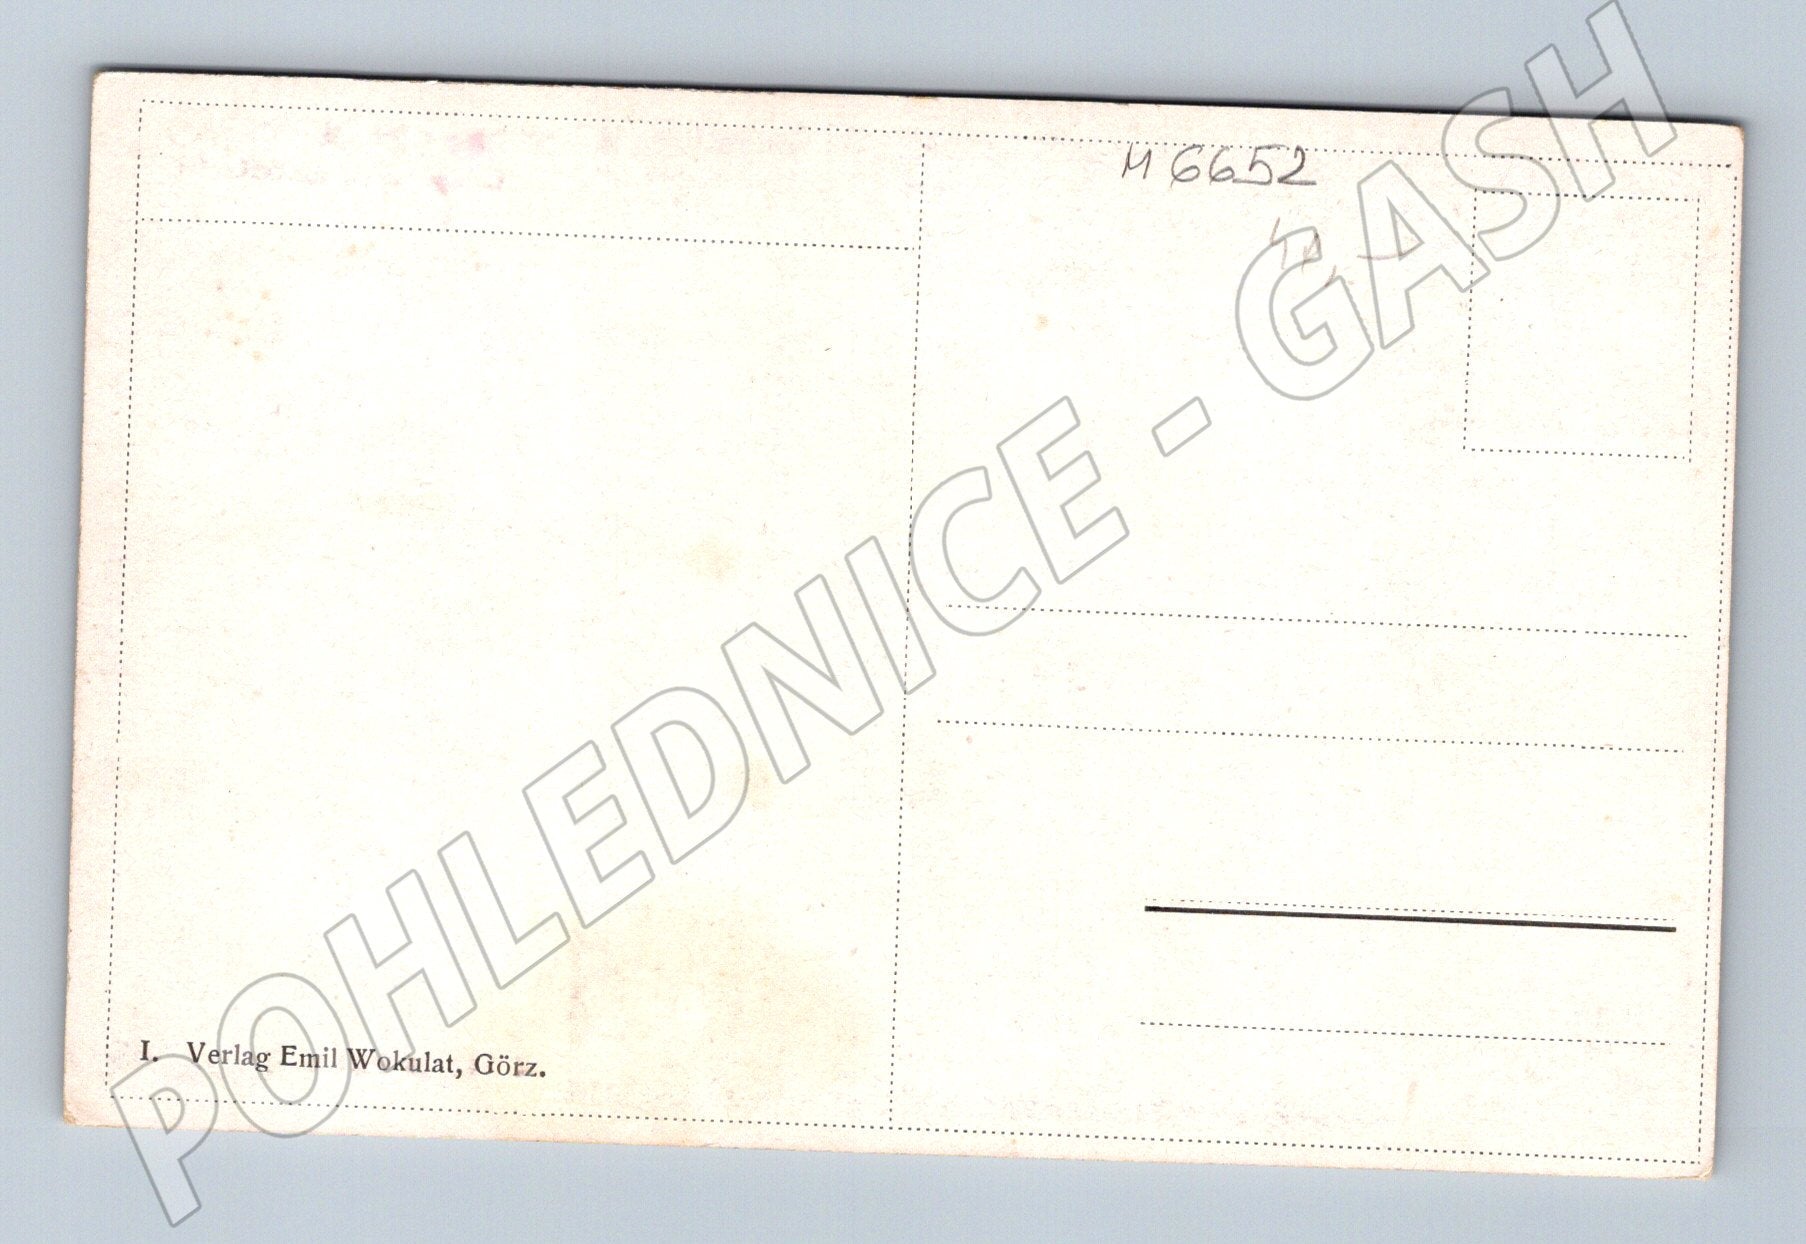 M 6652
POHLEDNICE - GASH
I. Verlag Emil Wokulat, Görz.